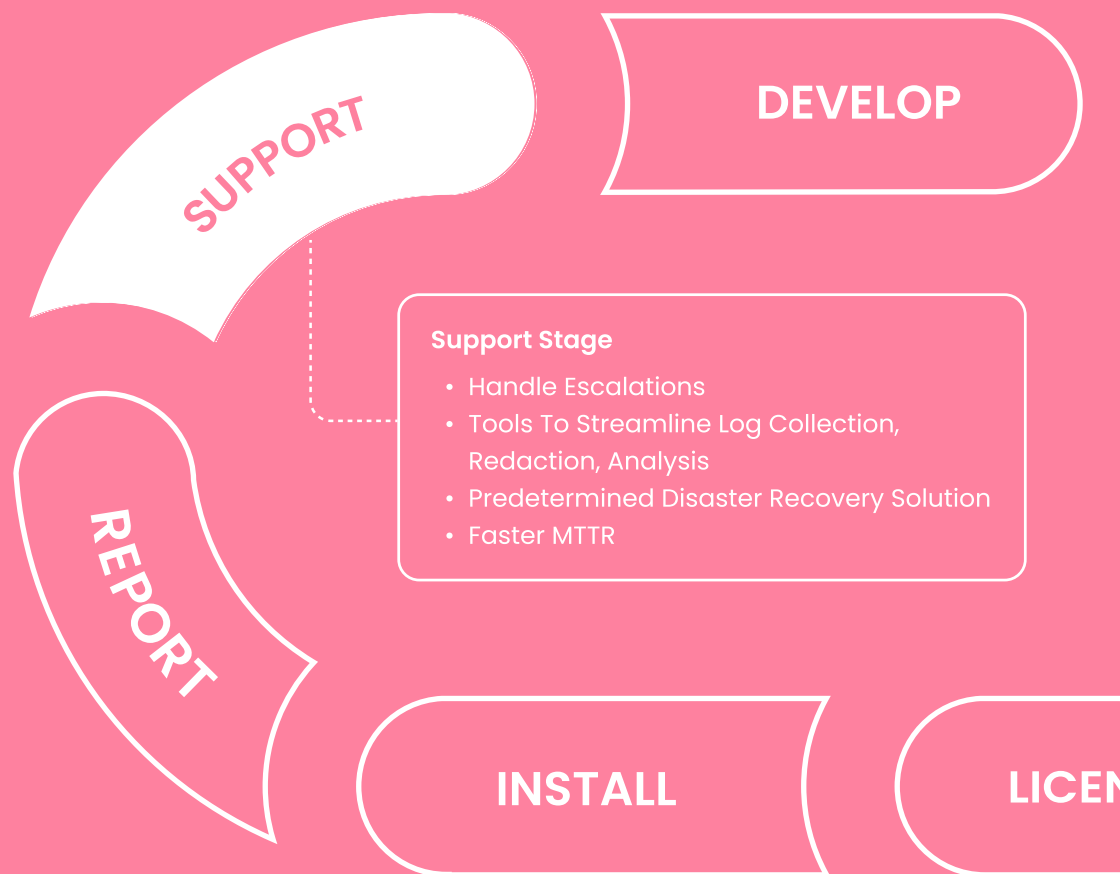 SUPPORT
DEVELOP
Support Stage
• Handle Escalations
• Tools To Streamline Log Collection,
Redaction, Analysis
• Predetermined Disaster Recovery Solution
• Faster MTTR
REPORT
INSTALL
LICEN